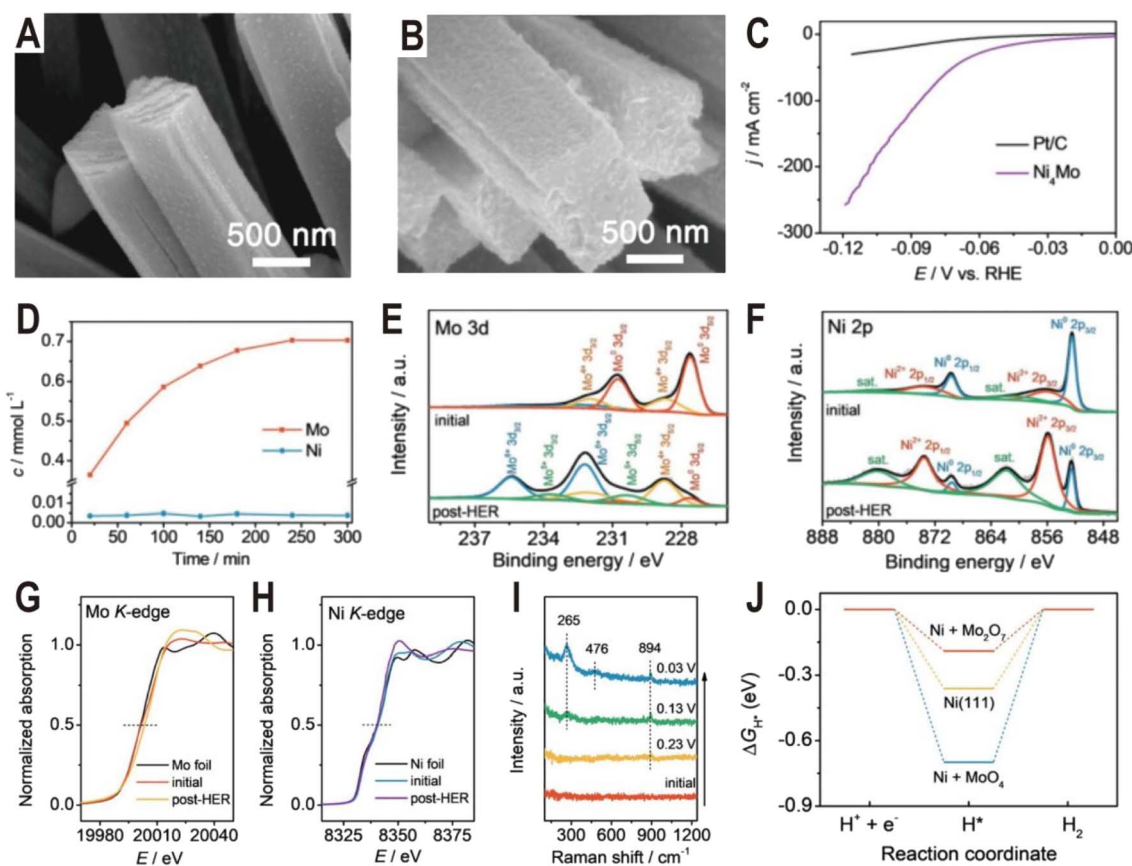 A
500 nm
B
500 nm
C
0
-100
-200
-300
j / mA cm⁻²
Pt/C
Ni₄Mo
-0.12 -0.09 -0.06 -0.03 0.00
E / V vs. RHE
D
0.7
0.6
0.5
0.4
0.01
0.00
c / mmol L⁻¹
Mo
Ni
0 50 100 150 200 250 300
Time / min
E
Mo 3d
Intensity / a.u.
Mo⁴⁺ 3d₃/₂
Mo⁰ 3d₃/₂
Mo⁴⁺ 3d₅/₂
Mo⁰ 3d₅/₂
initial
Mo⁶⁺ 3d₃/₂
Mo⁵⁺ 3d₃/₂
Mo⁶⁺ 3d₅/₂
Mo⁵⁺ 3d₅/₂
Mo⁴⁺ 3d₅/₂
Mo⁰ 3d₅/₂
post-HER
237 234 231 228
Binding energy / eV
F
Ni 2p
Intensity / a.u.
sat.
Ni²⁺ 2p₁/₂
Ni⁰ 2p₁/₂
sat.
Ni²⁺ 2p₃/₂
Ni⁰ 2p₃/₂
initial
sat.
Ni²⁺ 2p₁/₂
Ni⁰ 2p₁/₂
sat.
Ni²⁺ 2p₃/₂
Ni⁰ 2p₃/₂
post-HER
888 880 872 864 856 848
Binding energy / eV
G
Mo K-edge
Normalized absorption
1.0
0.5
0.0
Mo foil
initial
post-HER
19980 20010 20040
E / eV
H
Ni K-edge
Normalized absorption
1.0
0.5
0.0
Ni foil
initial
post-HER
8325 8350 8375
E / eV
I
Intensity / a.u.
265
476
894
0.03 V
0.13 V
0.23 V
initial
300 600 900 1200
Raman shift / cm⁻¹
J
0.0
-0.3
-0.6
-0.9
ΔG_H* (eV)
Ni + Mo₂O₇
Ni(111)
Ni + MoO₄
H⁺ + e⁻ H* H₂
Reaction coordinate